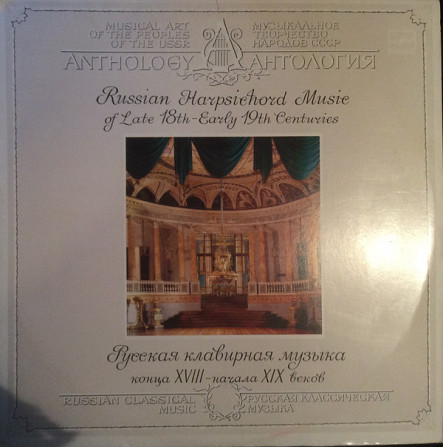 MUSICAL ART
OF THE PEOPLES
OF THE USSR
МУЗЫКАЛЬНОЕ
ТВОРЧЕСТВО
НАРОДОВ СССР
ANTHOLOGY АНТОЛОГИЯ
Russian Harpsichord Music
of Late 18th-Early 19th Centuries
Русская клавирная музыка
конца XVIII-начала XIX веков
RUSSIAN CLASSICAL
MUSIC
РУССКАЯ КЛАССИЧЕСКАЯ
МУЗЫКА